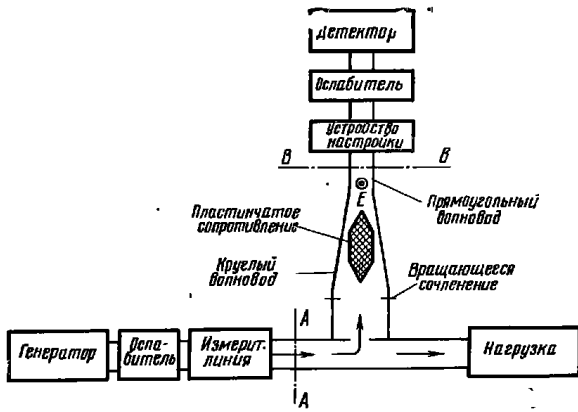 Детектор
Ослабитель
Устройство
настройки
В В
E
Прямоугольный
волновод
Пластинчатое
сопротивление
Круглый
волновод
Вращающееся
сочленение
А
Генератор
Осла-
битель
Измерит.
линия
Нагрузка
А